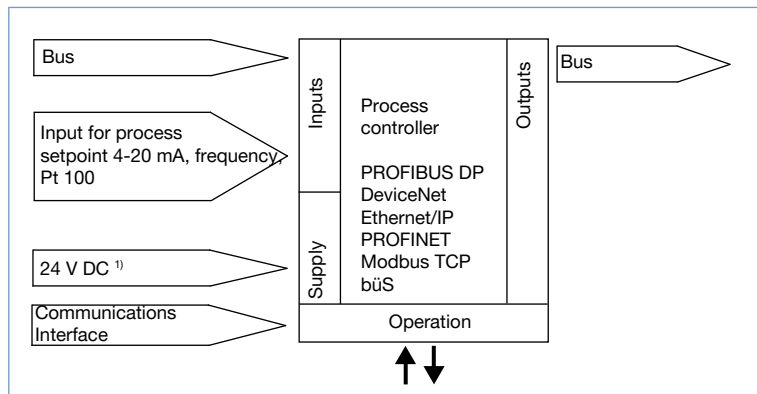 Bus
Input for process
setpoint 4-20 mA, frequency,
Pt 100
24 V DC 1)
Communications
Interface
Inputs
Supply
Process
controller
PROFIBUS DP
DeviceNet
Ethernet/IP
PROFINET
Modbus TCP
büS
Operation
Outputs
Bus